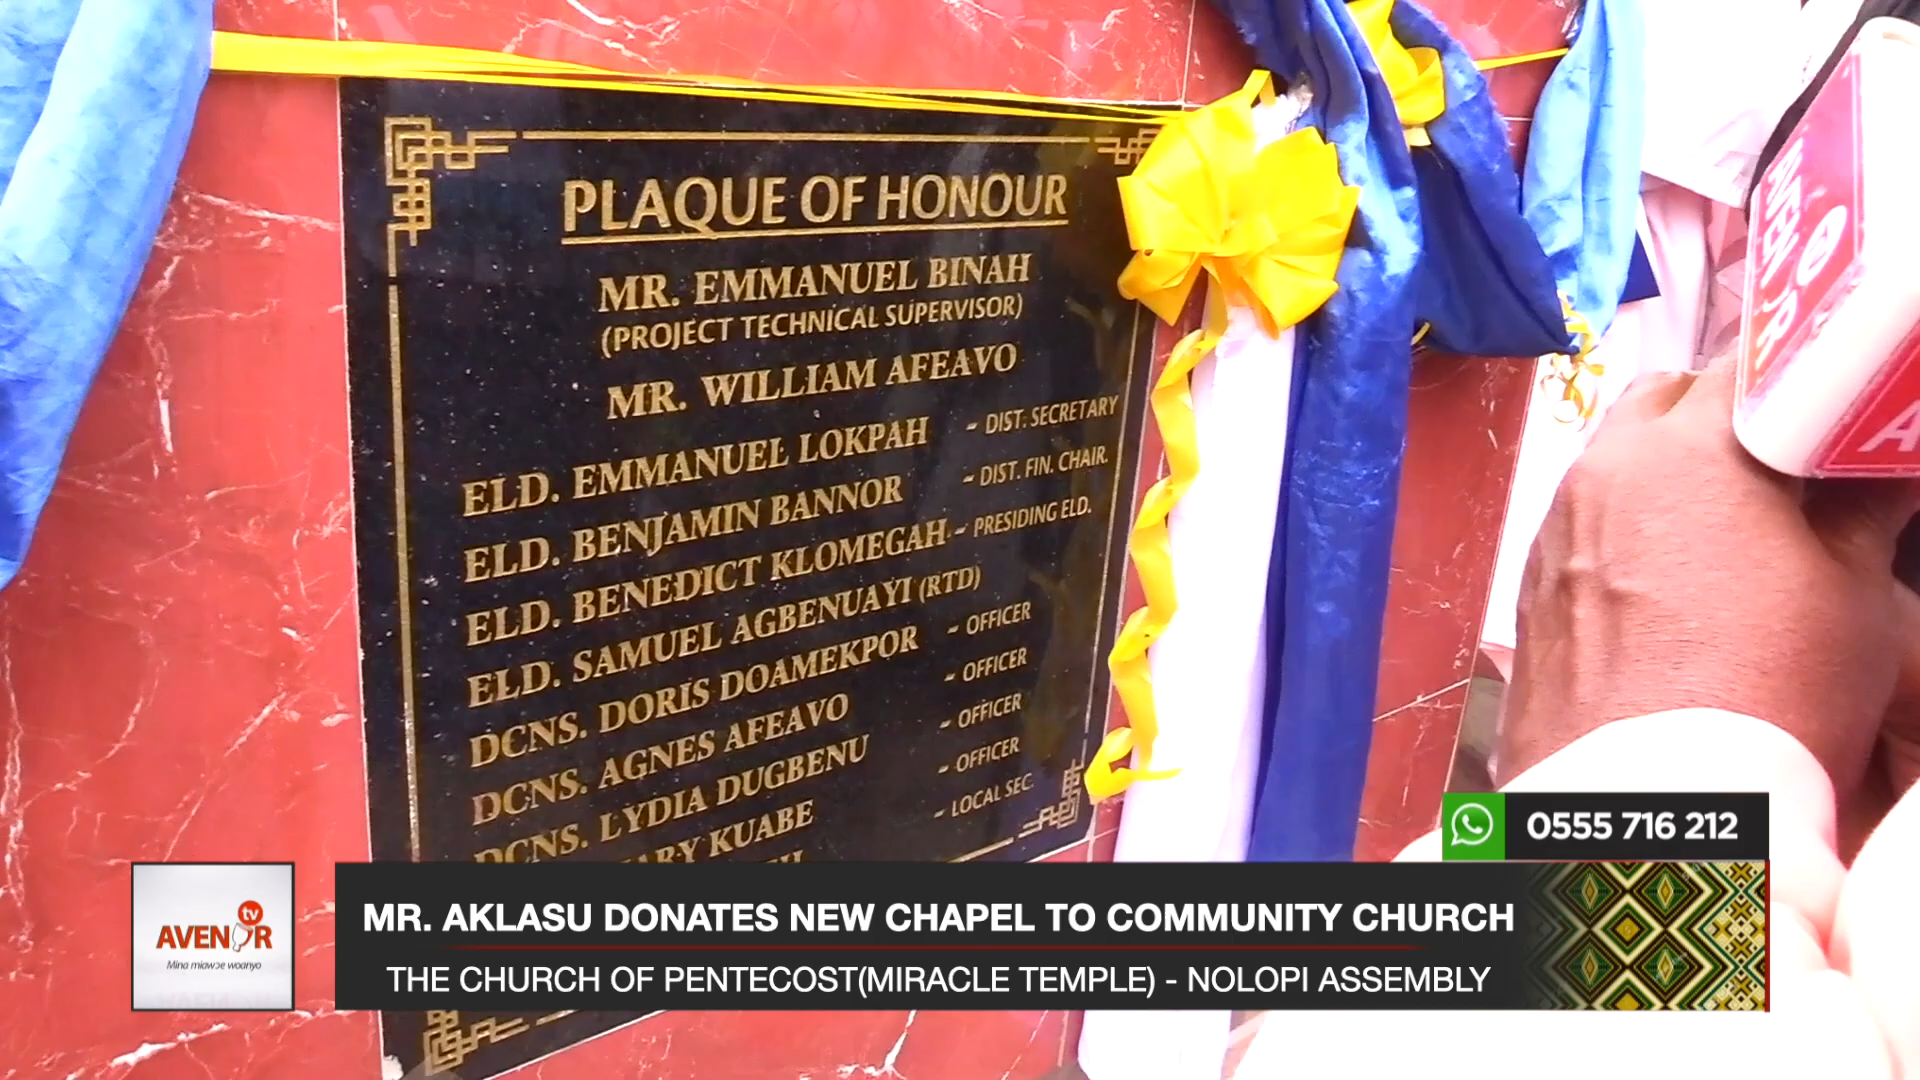 PLAQUE OF HONOUR
MR. EMMANUEL BINAH
(PROJECT TECHNICAL SUPERVISOR)
MR. WILLIAM AFEAVO
ELD. EMMANUEL LOKPAH - DIST. SECRETARY
ELD. BENJAMIN BANNOR - DIST. FIN. CHAIR.
ELD. BENEDICT KLOMEGAH - PRESIDING ELD.
ELD. SAMUEL AGBENUAYI (RTD)
DCNS. DORIS DOAMEKPOR - OFFICER
DCNS. AGNES AFEAVO - OFFICER
DCNS. LYDIA DUGBENU - OFFICER
KUABE - OFFICER
- LOCAL SEC.
0555 716 212
AVENOR tv
Mina miawɔe woanyo
MR. AKLASU DONATES NEW CHAPEL TO COMMUNITY CHURCH
THE CHURCH OF PENTECOST(MIRACLE TEMPLE) - NOLOPI ASSEMBLY